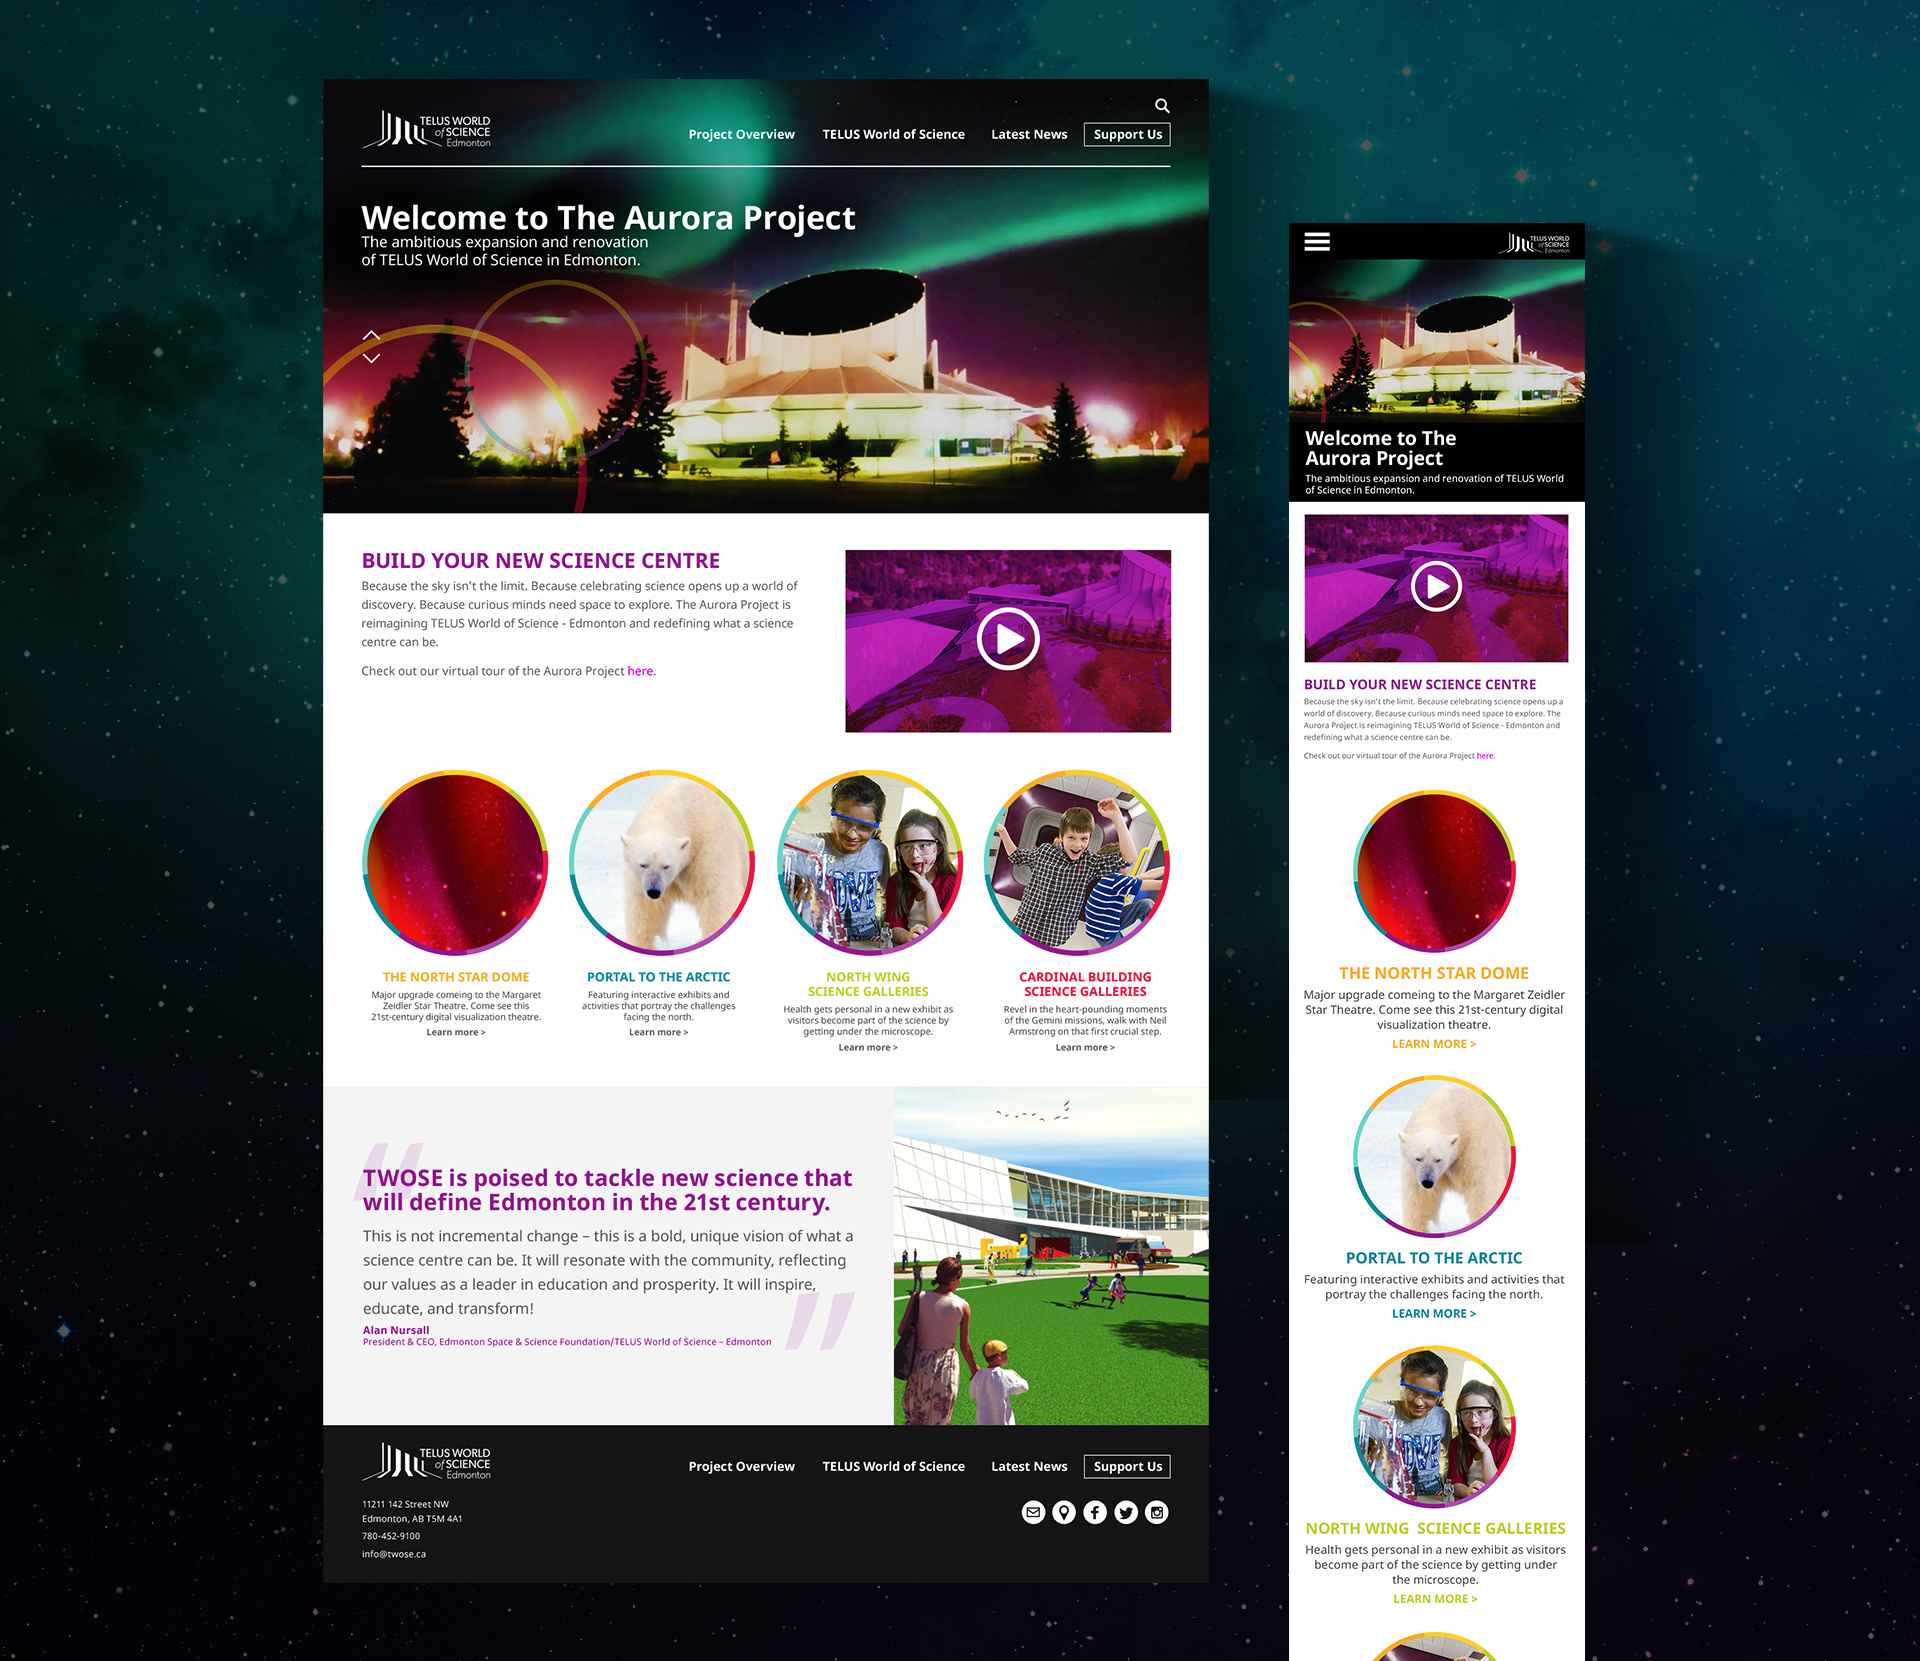 TELUS WORLD
of SCIENCE
Edmonton
Project Overview
TELUS World of Science
Latest News
Support Us
Welcome to The Aurora Project
The ambitious expansion and renovation
of TELUS World of Science in Edmonton.
BUILD YOUR NEW SCIENCE CENTRE
Because the sky isn't the limit. Because celebrating science opens up a world of
discovery. Because curious minds need space to explore. The Aurora Project is
reimagining TELUS World of Science - Edmonton and redefining what a science
centre can be.
Check out our virtual tour of the Aurora Project here.
THE NORTH STAR DOME
Major upgrade comeing to the Margaret
Zeidler Star Theatre. Come see this
21st-century digital visualization theatre.
Learn more >
PORTAL TO THE ARCTIC
Featuring interactive exhibits and
activities that portray the challenges
facing the north.
Learn more >
NORTH WING
SCIENCE GALLERIES
Health gets personal in a new exhibit as
visitors become part of the science by
getting under the microscope.
Learn more >
CARDINAL BUILDING
SCIENCE GALLERIES
Revel in the heart-pounding moments
of the Gemini missions, walk with Neil
Armstrong on that first crucial step.
Learn more >
"
TWOSE is poised to tackle new science that
will define Edmonton in the 21st century.
This is not incremental change – this is a bold, unique vision of what a
science centre can be. It will resonate with the community, reflecting
our values as a leader in education and prosperity. It will inspire,
educate, and transform!
"
Alan Nursall
President & CEO, Edmonton Space & Science Foundation/TELUS World of Science – Edmonton
TELUS WORLD
of SCIENCE
Edmonton
Project Overview
TELUS World of Science
Latest News
Support Us
11211 142 Street NW
Edmonton, AB T5M 4A1
780-452-9100
info@twose.ca
TELUS WORLD
of SCIENCE
Edmonton
Welcome to The
Aurora Project
The ambitious expansion and renovation of TELUS World
of Science in Edmonton.
BUILD YOUR NEW SCIENCE CENTRE
Because the sky isn't the limit. Because celebrating science opens up a
world of discovery. Because curious minds need space to explore. The
Aurora Project is reimagining TELUS World of Science - Edmonton and
redefining what a science centre can be.
Check out our virtual tour of the Aurora Project here.
THE NORTH STAR DOME
Major upgrade comeing to the Margaret Zeidler
Star Theatre. Come see this 21st-century digital
visualization theatre.
LEARN MORE >
PORTAL TO THE ARCTIC
Featuring interactive exhibits and activities that
portray the challenges facing the north.
LEARN MORE >
NORTH WING SCIENCE GALLERIES
Health gets personal in a new exhibit as visitors
become part of the science by getting under
the microscope.
LEARN MORE >